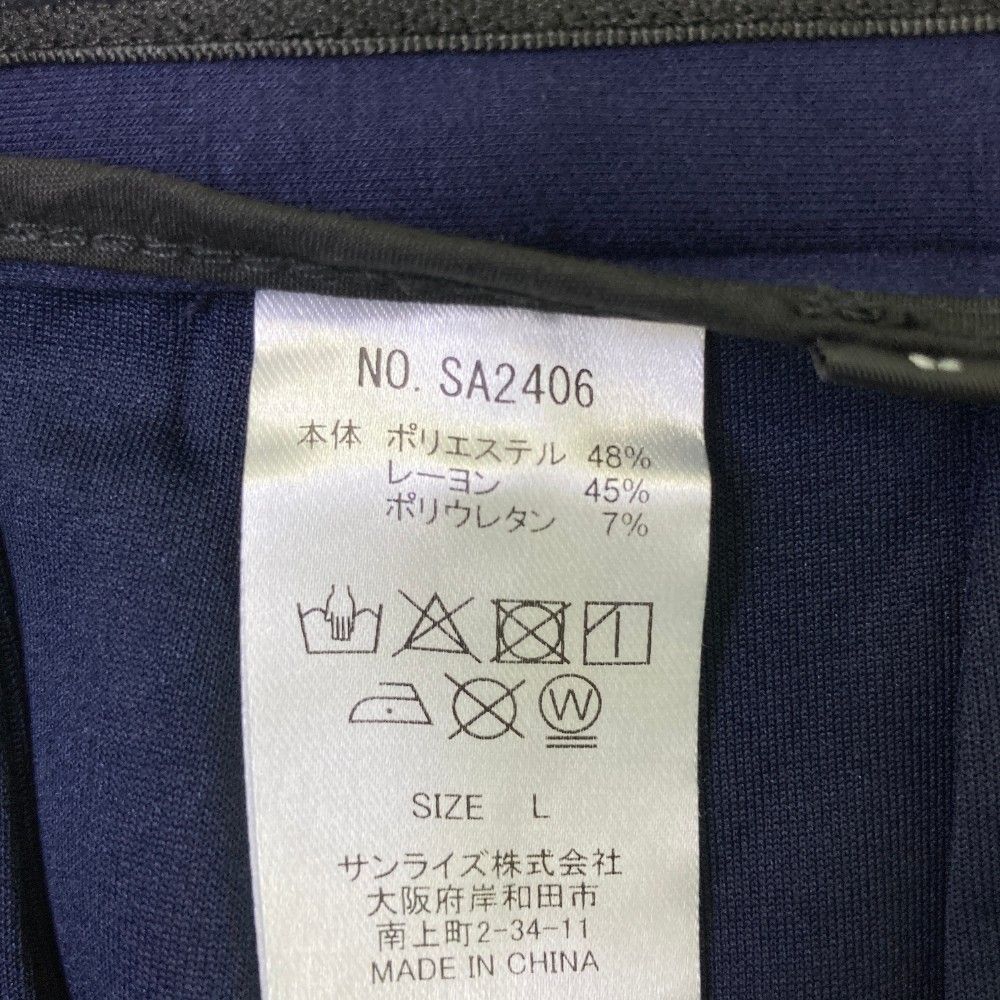 NO. SA2406
本体 ポリエステル 48%
レーヨン 45%
ポリウレタン 7%
W
SIZE L
サンライズ株式会社
大阪府岸和田市
南上町2-34-11
MADE IN CHINA